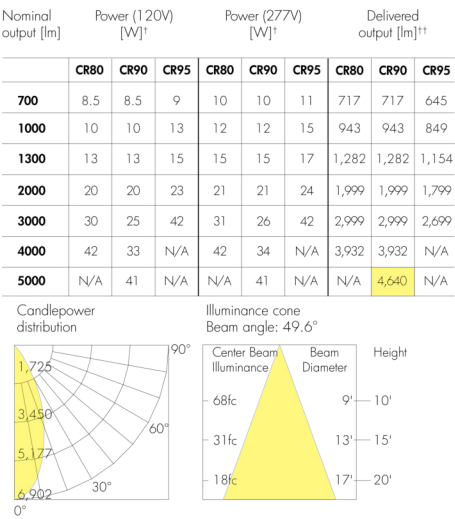 Nominal output [lm] Power (120V) [W]† Power (277V) [W]† Delivered output [lm]††
CR80 CR90 CR95 CR80 CR90 CR95 CR80 CR90 CR95
700 8.5 8.5 9 10 10 11 717 717 645
1000 10 10 13 12 12 15 943 943 849
1300 13 13 15 15 15 17 1,282 1,282 1,154
2000 20 20 23 21 21 24 1,999 1,999 1,799
3000 30 25 42 31 26 42 2,999 2,999 2,699
4000 42 33 N/A 42 34 N/A 3,932 3,932 N/A
5000 N/A 41 N/A N/A 41 N/A N/A 4,640 N/A
Candlepower
distribution
90°
1,725
3,450
60°
5,177
30°
6,902
0°
Illuminance cone
Beam angle: 49.6°
Center Beam Illuminance Beam Diameter Height
68fc 9' 10'
31fc 13' 15'
18fc 17' 20'